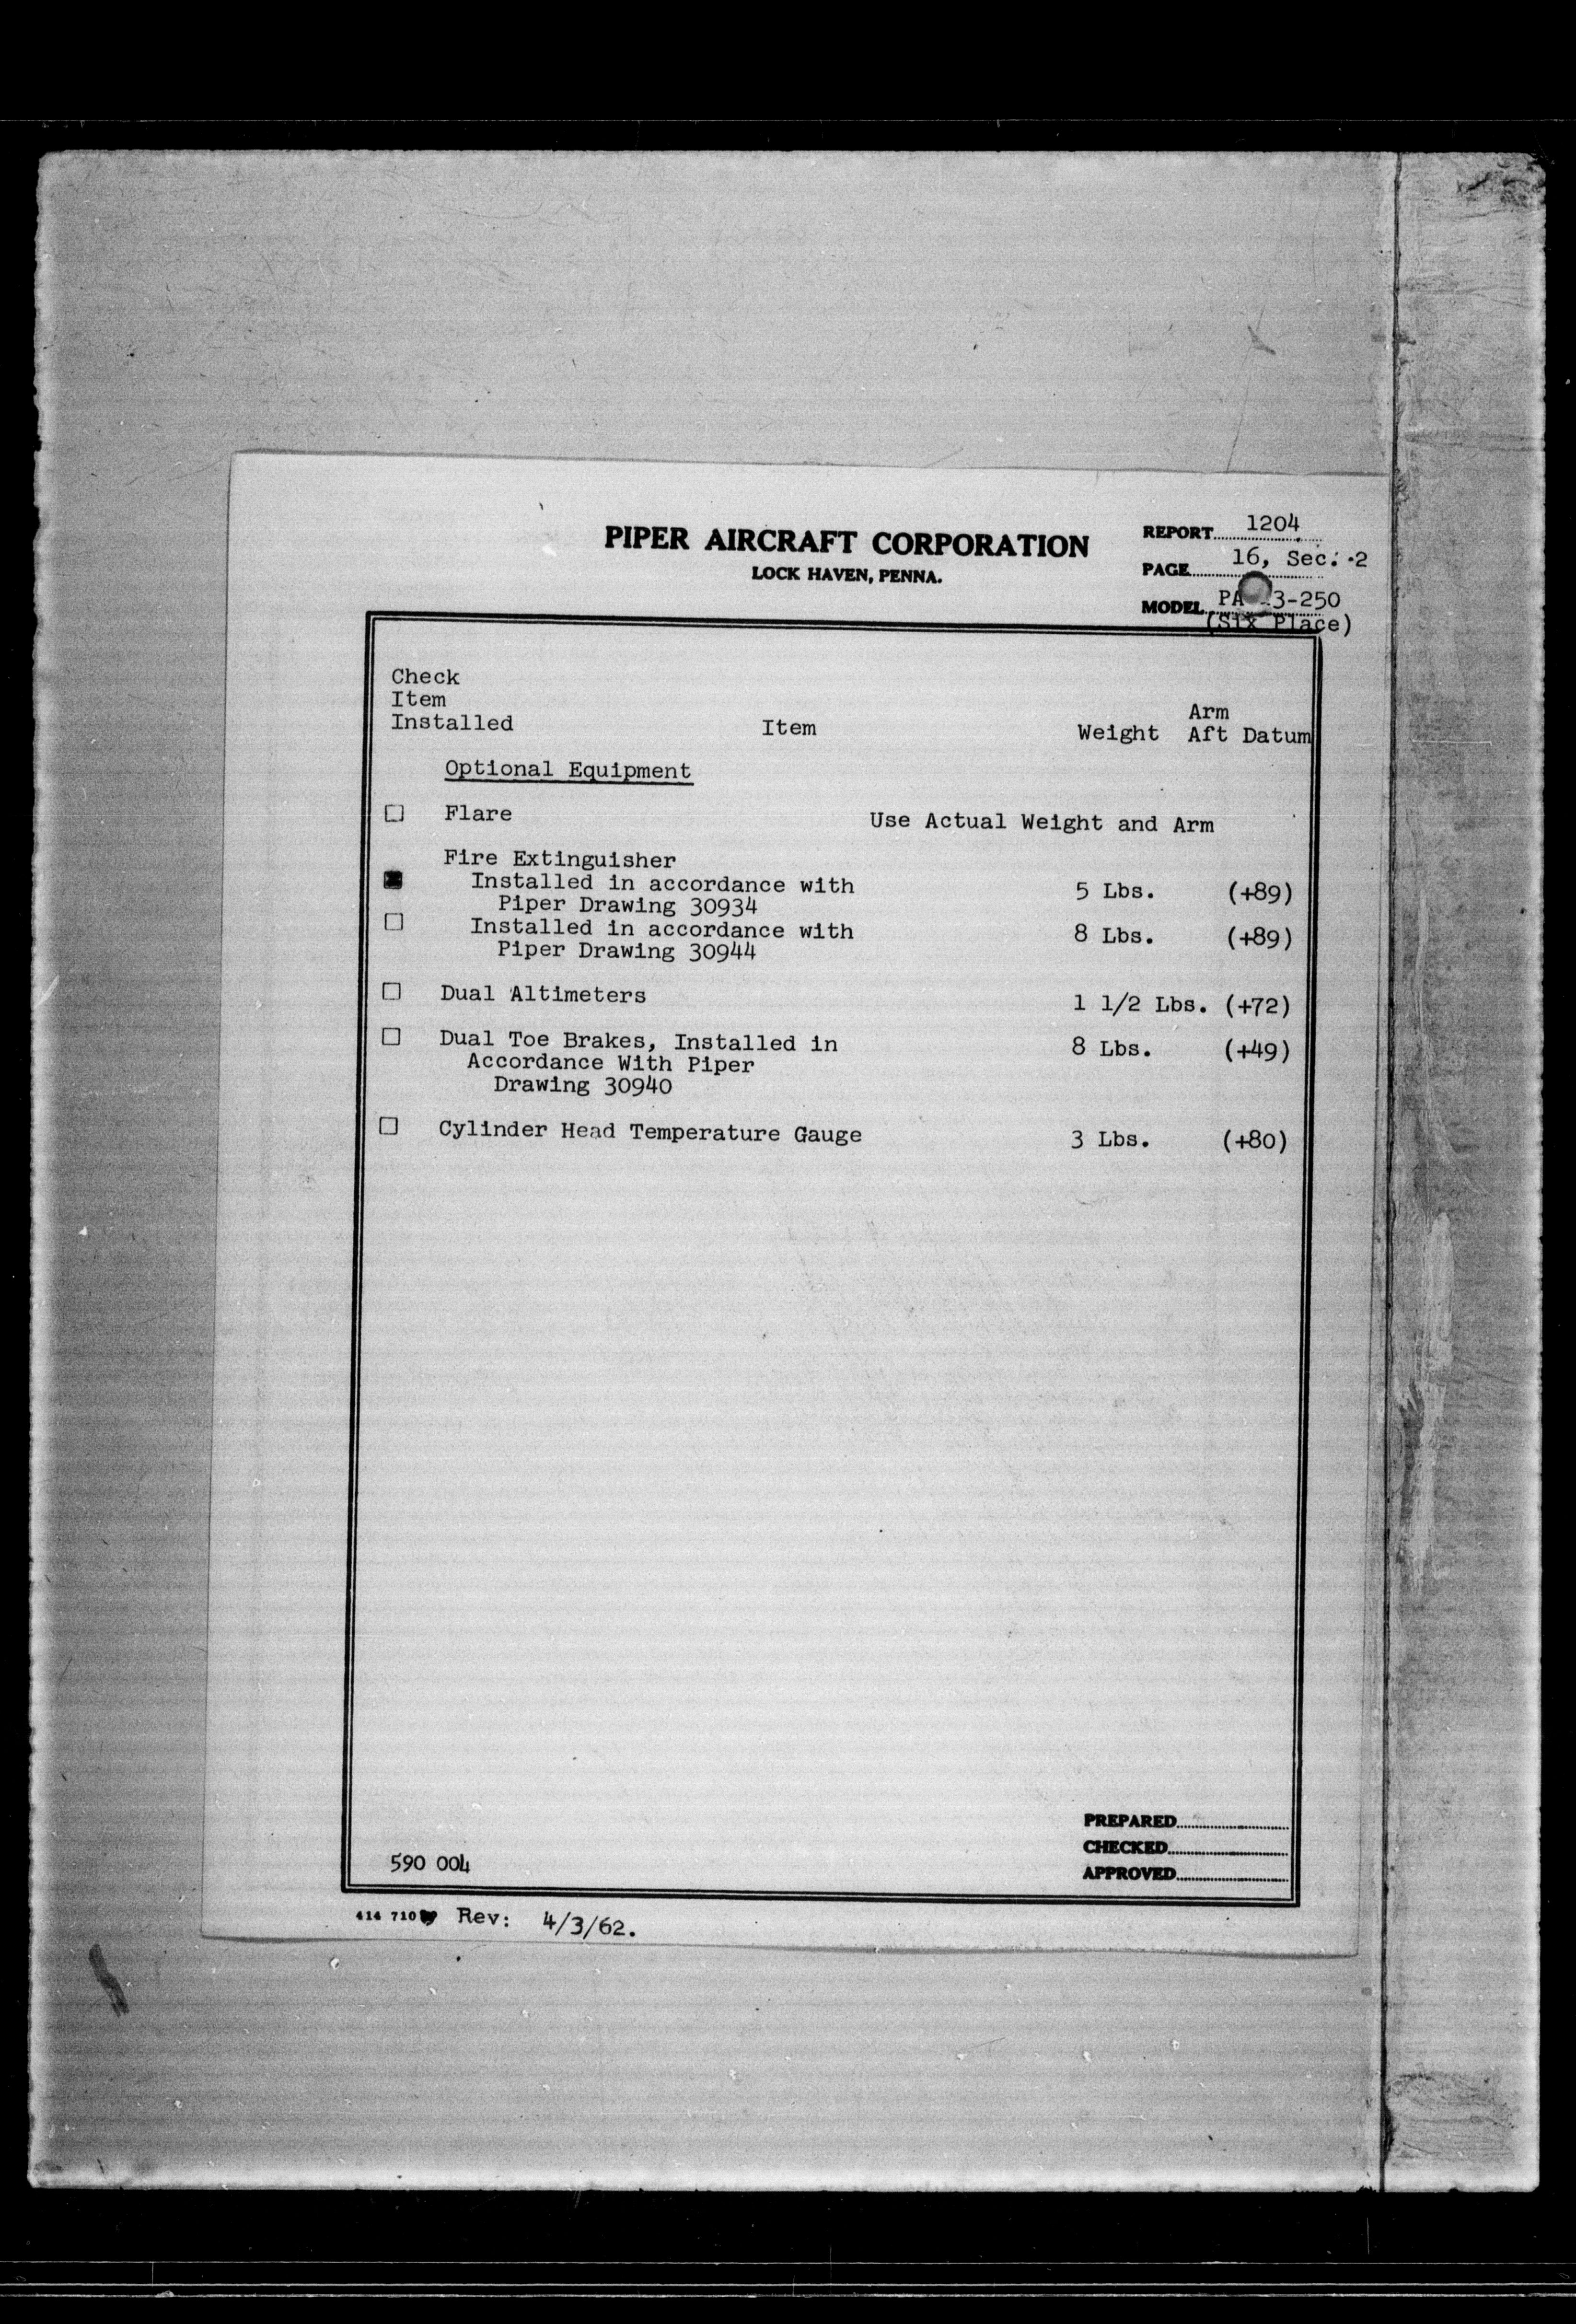 PIPER AIRCRAFT CORPORATION
LOCK HAVEN, PENNA.
REPORT 1204
PAGE 16, Sec. 2
MODEL PA 3-250
(Six Place)
Check
Item
Installed Item Weight Arm
Aft Datum
Optional Equipment
☐ Flare Use Actual Weight and Arm
Fire Extinguisher
■ Installed in accordance with 5 Lbs. (+89)
Piper Drawing 30934
☐ Installed in accordance with 8 Lbs. (+89)
Piper Drawing 30944
☐ Dual Altimeters 1 1/2 Lbs. (+72)
☐ Dual Toe Brakes, Installed in 8 Lbs. (+49)
Accordance With Piper
Drawing 30940
☐ Cylinder Head Temperature Gauge 3 Lbs. (+80)
PREPARED
CHECKED
APPROVED
590 004
414 710 Rev: 4/3/62.